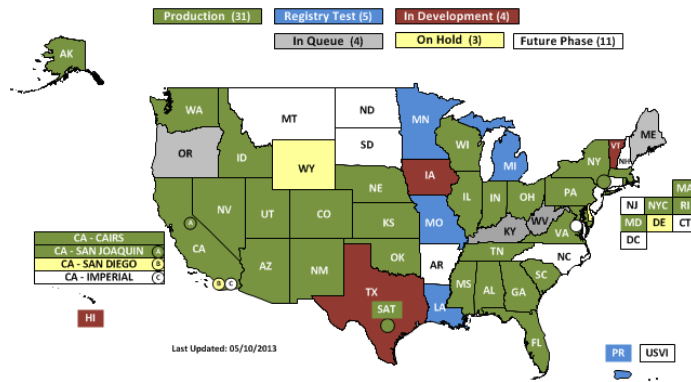 Production (31) Registry Test (5) In Development (4)
In Queue (4) On Hold (3) Future Phase (11)
AK
WA
MT
ND
MN
OR
ID
WY
SD
WI
MI
NY
VT
NH
ME
IA
NE
NV
UT
CO
KS
MO
IL
IN
OH
PA
WV
VA
KY
NJ NYC RI
MA
MD DE CT
DC
CA
A
CA - CAIRS
CA - SAN JOAQUIN A
CA - SAN DIEGO B
CA - IMPERIAL C
B C
AZ
NM
OK
AR
TN
NC
SC
MS
AL
GA
TX
SAT
LA
FL
HI
Last Updated: 05/10/2013
PR USVI